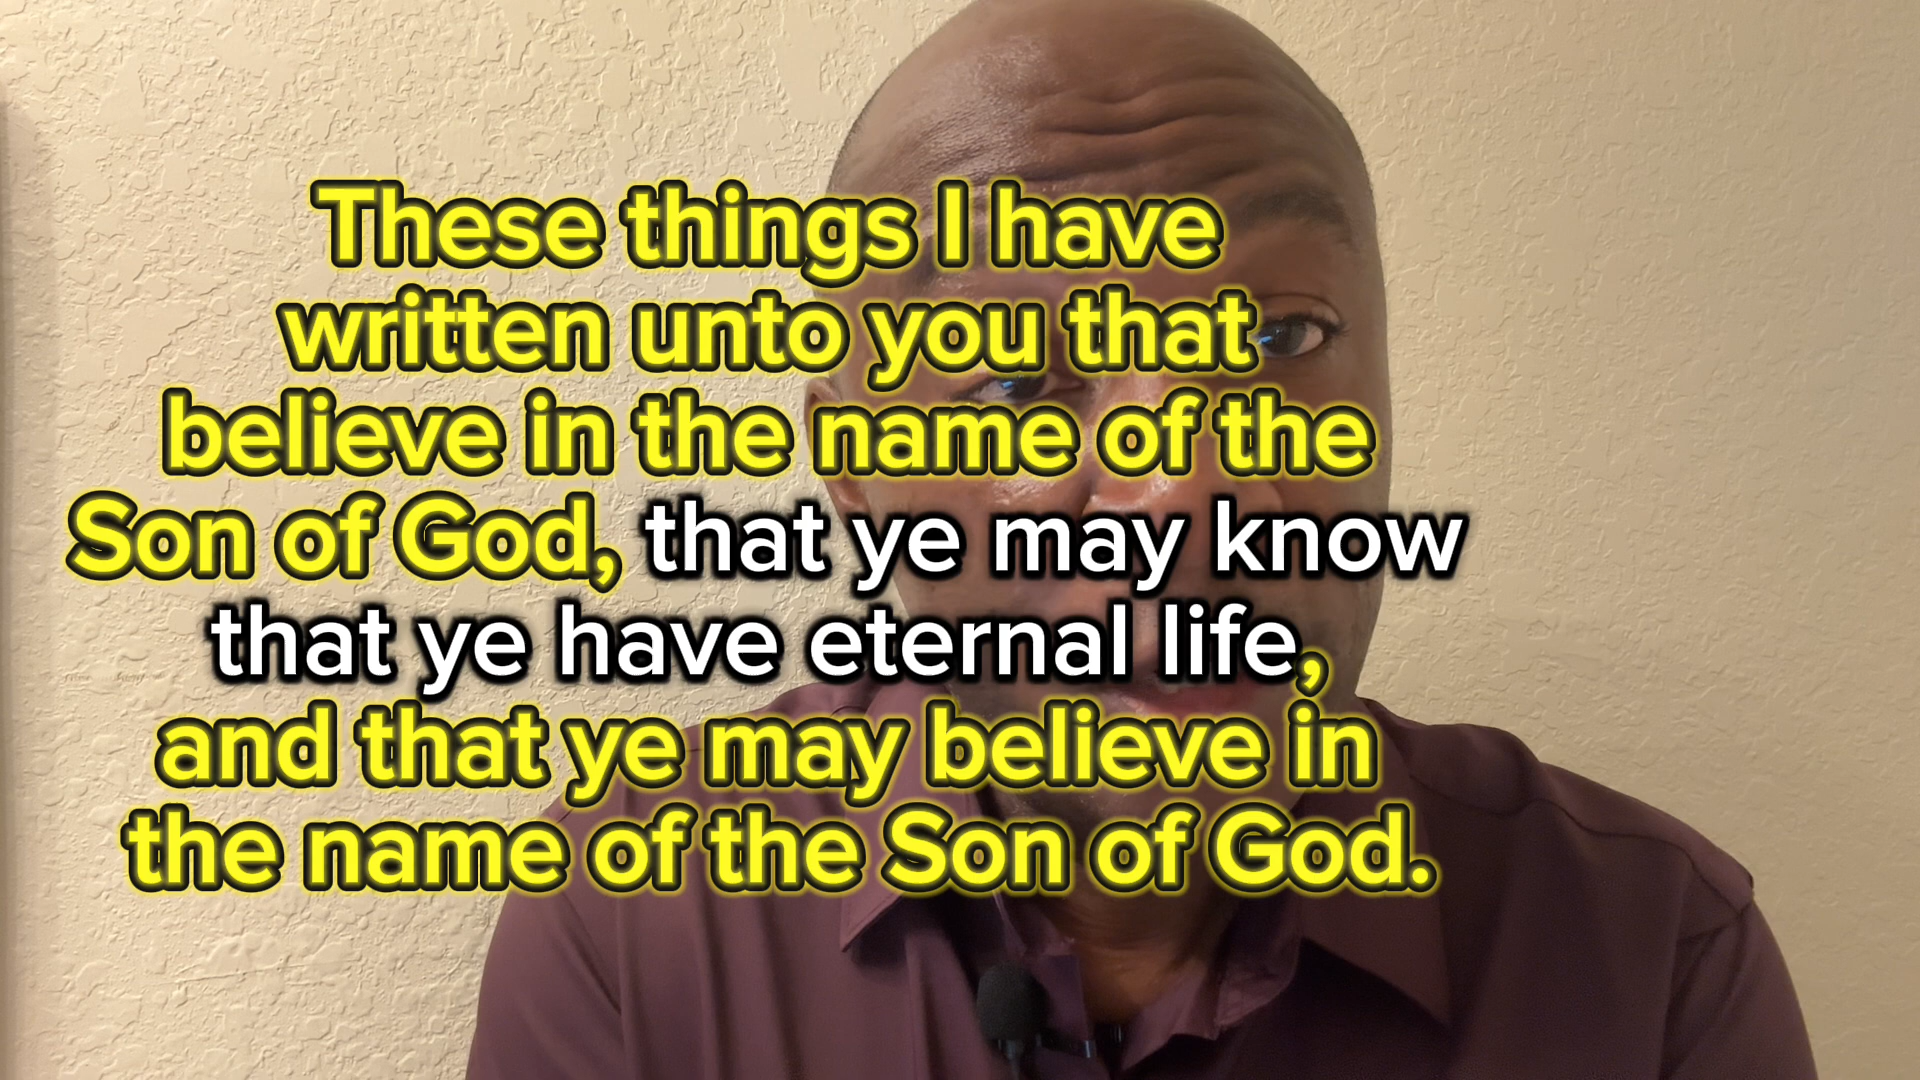 These things I have
written unto you that
believe in the name of the
Son of God, that ye may know
that ye have eternal life,
and that ye may believe in
the name of the Son of God.